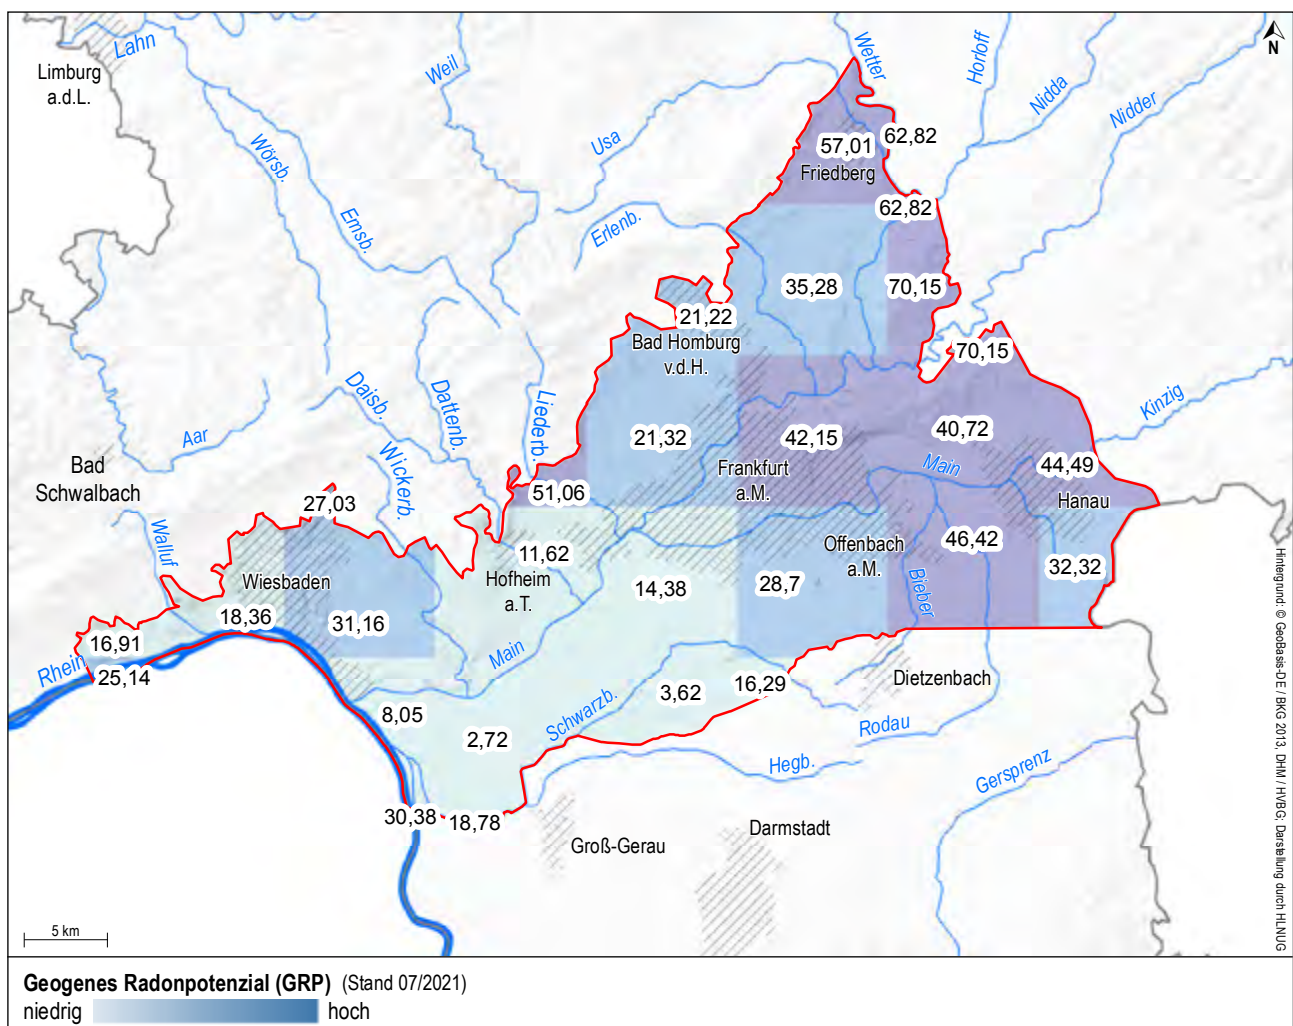 Lahn
Limburg
a.d.L.
Weil
Wetter
Horloff
Nidda
Nidder
N
Usa
Wörsb.
Emsb.
Erlenb.
57,01
62,82
Friedberg
62,82
35,28
70,15
21,22
Bad Homburg
v.d.H.
70,15
Daisb.
Dattenb.
Liederb.
Aar
Wickerb.
Kinzig
21,32
42,15
40,72
Frankfurt
a.M.
Main
44,49
Hanau
Bad
Schwalbach
51,06
27,03
Walluf
11,62
Hofheim
a.T.
Wiesbaden
14,38
28,7
Offenbach
a.M.
46,42
Bieber
32,32
18,36
31,16
16,91
Rhein
25,14
Main
Dietzenbach
3,62
16,29
8,05
2,72
Schwarzb.
Rodau
Hegb.
Gersprenz
30,38
18,78
Groß-Gerau
Darmstadt
5 km
Hintergrund: © GeoBasis-DE / BKG 2013, DHM / HVBG; Darstellung durch HLNUG
Geogenes Radonpotenzial (GRP) (Stand 07/2021)
niedrig hoch